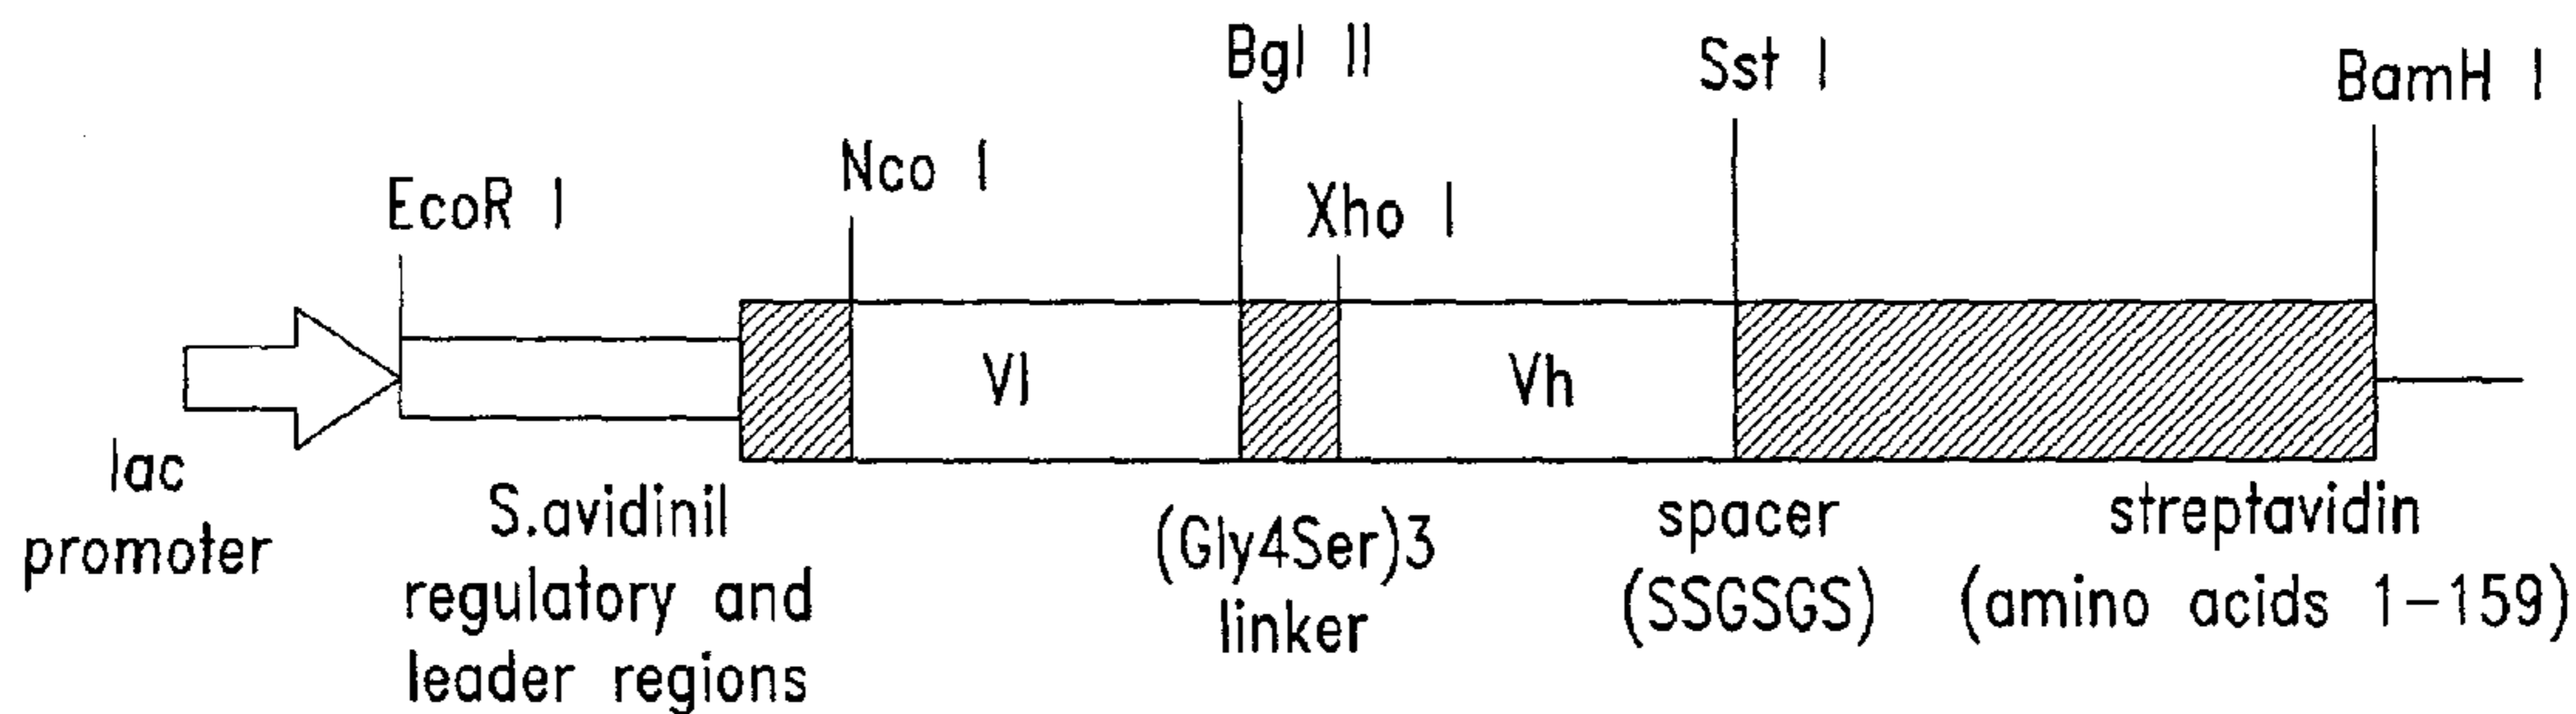 EcoR I
Nco I
Bgl II
Xho I
Sst I
BamH I
Vl
Vh
lac
promoter
S.avidinil
regulatory and
leader regions
(Gly4Ser)3
linker
spacer
(SSGSGS)
streptavidin
(amino acids 1-159)